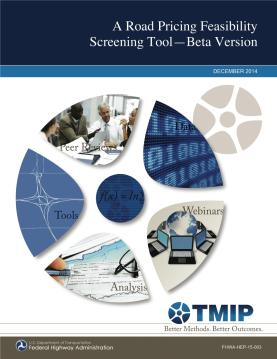 A Road Pricing Feasibility
Screening Tool—Beta Version
DECEMBER 2014
Peer Reviews
Data
Tools
f(x) = ln(
Webinars
Analysis
TMIP
Better Methods. Better Outcomes.
U.S. Department of Transportation
Federal Highway Administration
FHWA-HEP-15-003